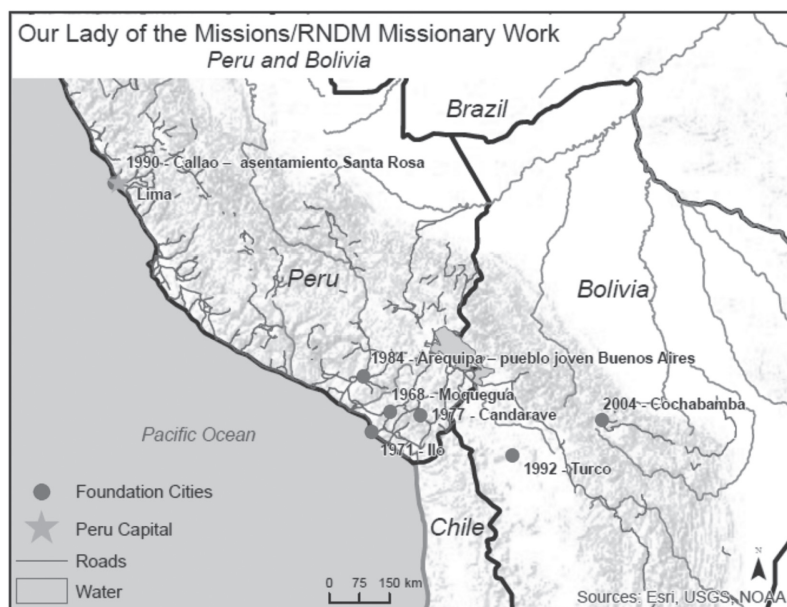 Our Lady of the Missions/RNDM Missionary Work
Peru and Bolivia
Brazil
1990 - Callao – asentamiento Santa Rosa
Lima
Peru
Bolivia
1984 - Arequipa – pueblo joven Buenos Aires
1968 - Moquegua
1977 - Candarave
2004 - Cochabamba
Pacific Ocean
1971 - Ilo
1992 - Turco
Chile
Foundation Cities
Peru Capital
Roads
Water
0 75 150 km
N
Sources: Esri, USGS, NOAA